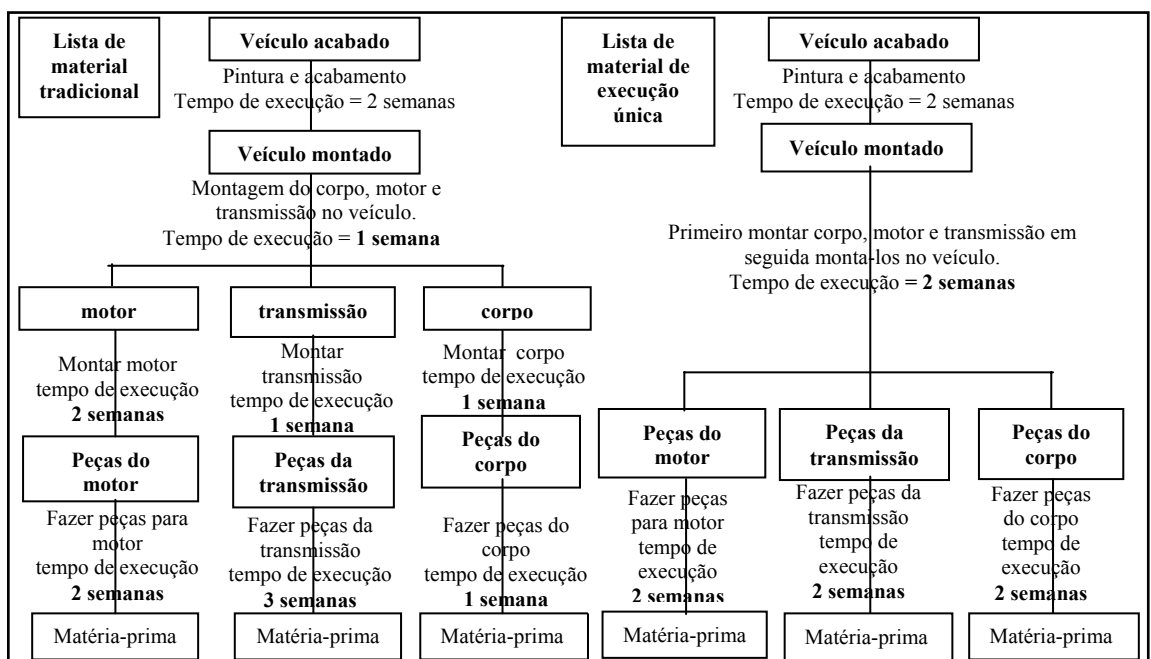 Lista de
material
tradicional
Veículo acabado
Pintura e acabamento
Tempo de execução = 2 semanas
Veículo montado
Montagem do corpo, motor e
transmissão no veículo.
Tempo de execução = 1 semana
motor
transmissão
corpo
Montar motor
tempo de execução
2 semanas
Montar
transmissão
tempo de execução
1 semana
Montar corpo
tempo de execução
1 semana
Peças do
motor
Peças da
transmissão
Peças do
corpo
Fazer peças para
motor
tempo de execução
2 semanas
Fazer peças da
transmissão
tempo de execução
3 semanas
Fazer peças do
corpo
tempo de execução
1 semana
Matéria-prima
Matéria-prima
Matéria-prima
Lista de
material de
execução
única
Veículo acabado
Pintura e acabamento
Tempo de execução = 2 semanas
Veículo montado
Primeiro montar corpo, motor e transmissão em
seguida monta-los no veículo.
Tempo de execução = 2 semanas
Peças do
motor
Peças da
transmissão
Peças do
corpo
Fazer peças
para motor
tempo de
execução
2 semanas
Fazer peças da
transmissão
tempo de
execução
2 semanas
Fazer peças
do corpo
tempo de
execução
2 semanas
Matéria-prima
Matéria-prima
Matéria-prima